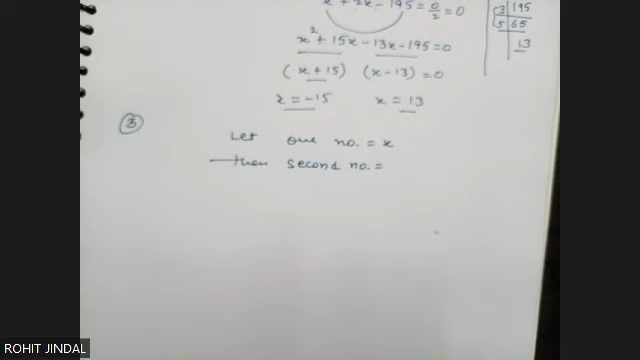 x² + 2x - 195 = 0/2 = 0
x² + 15x - 13x - 195 = 0
(x + 15) (x - 13) = 0
x = -15 x = 13
3 | 195
5 | 65
13
③
Let one no. = x
then second no. =
ROHIT JINDAL